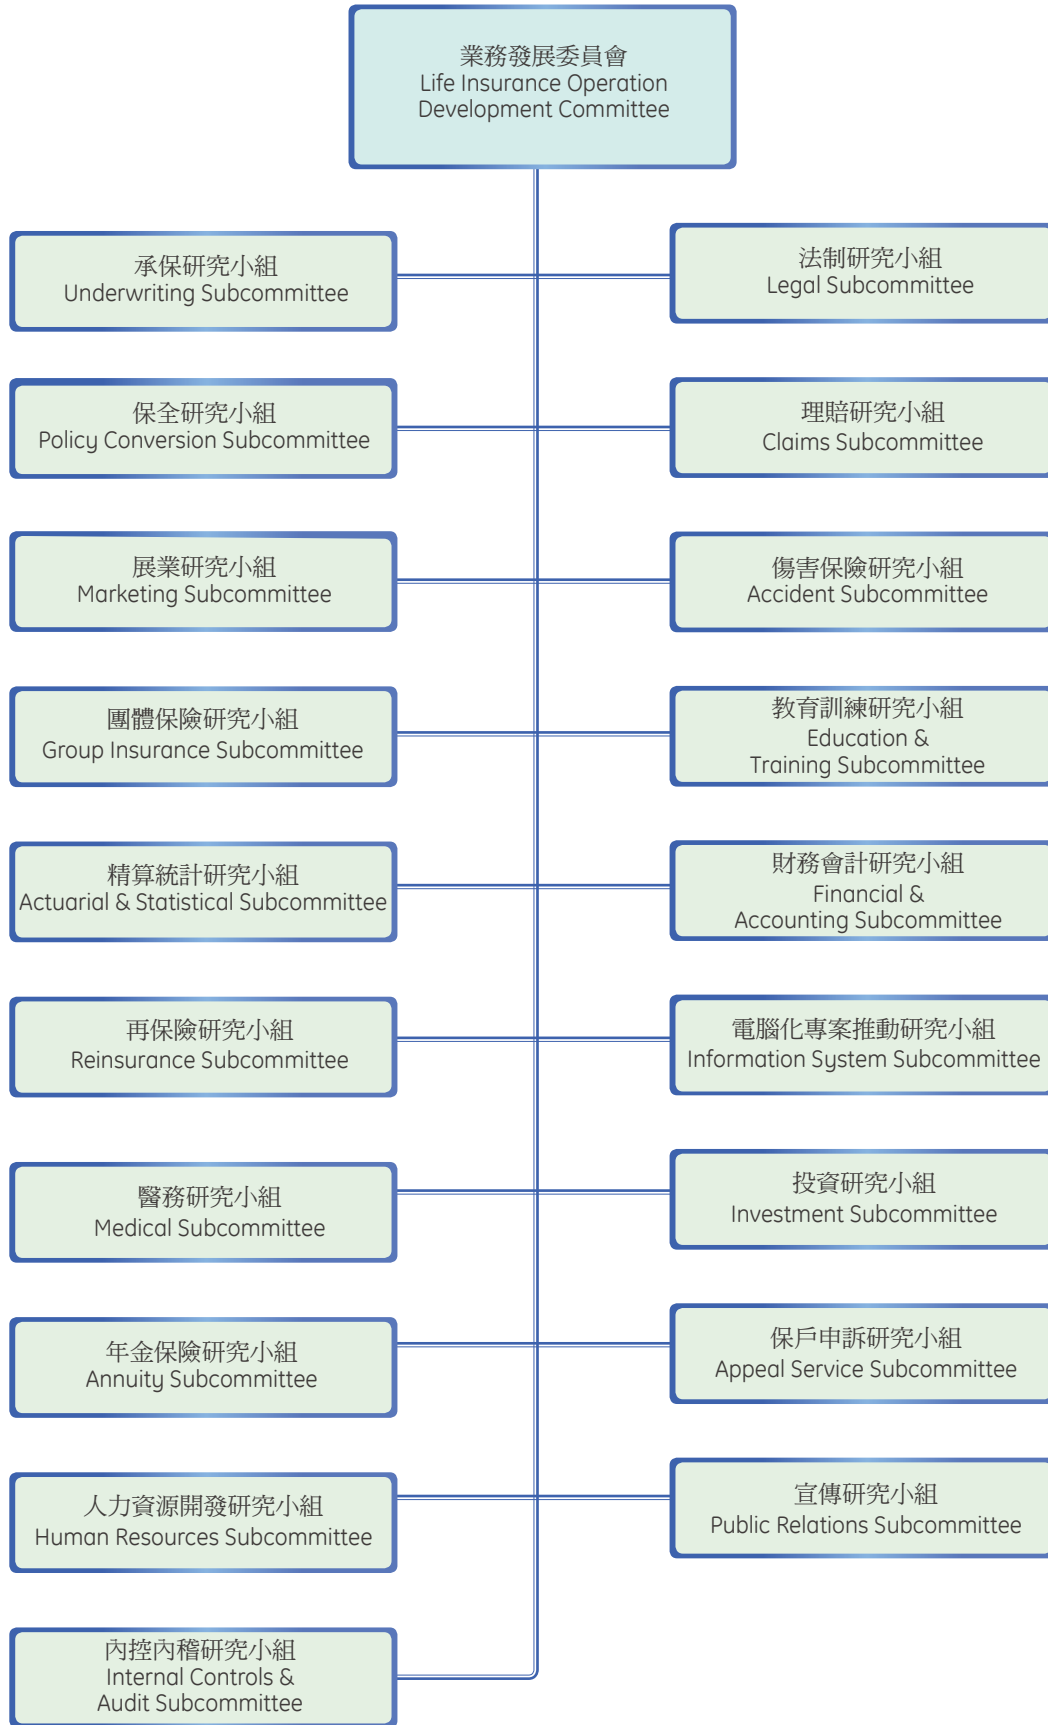 業務發展委員會
Life Insurance Operation
Development Committee
承保研究小組
Underwriting Subcommittee
法制研究小組
Legal Subcommittee
保全研究小組
Policy Conversion Subcommittee
理賠研究小組
Claims Subcommittee
展業研究小組
Marketing Subcommittee
傷害保險研究小組
Accident Subcommittee
團體保險研究小組
Group Insurance Subcommittee
教育訓練研究小組
Education &
Training Subcommittee
精算統計研究小組
Actuarial & Statistical Subcommittee
財務會計研究小組
Financial &
Accounting Subcommittee
再保險研究小組
Reinsurance Subcommittee
電腦化專案推動研究小組
Information System Subcommittee
醫務研究小組
Medical Subcommittee
投資研究小組
Investment Subcommittee
年金保險研究小組
Annuity Subcommittee
保戶申訴研究小組
Appeal Service Subcommittee
人力資源開發研究小組
Human Resources Subcommittee
宣傳研究小組
Public Relations Subcommittee
內控內稽研究小組
Internal Controls &
Audit Subcommittee